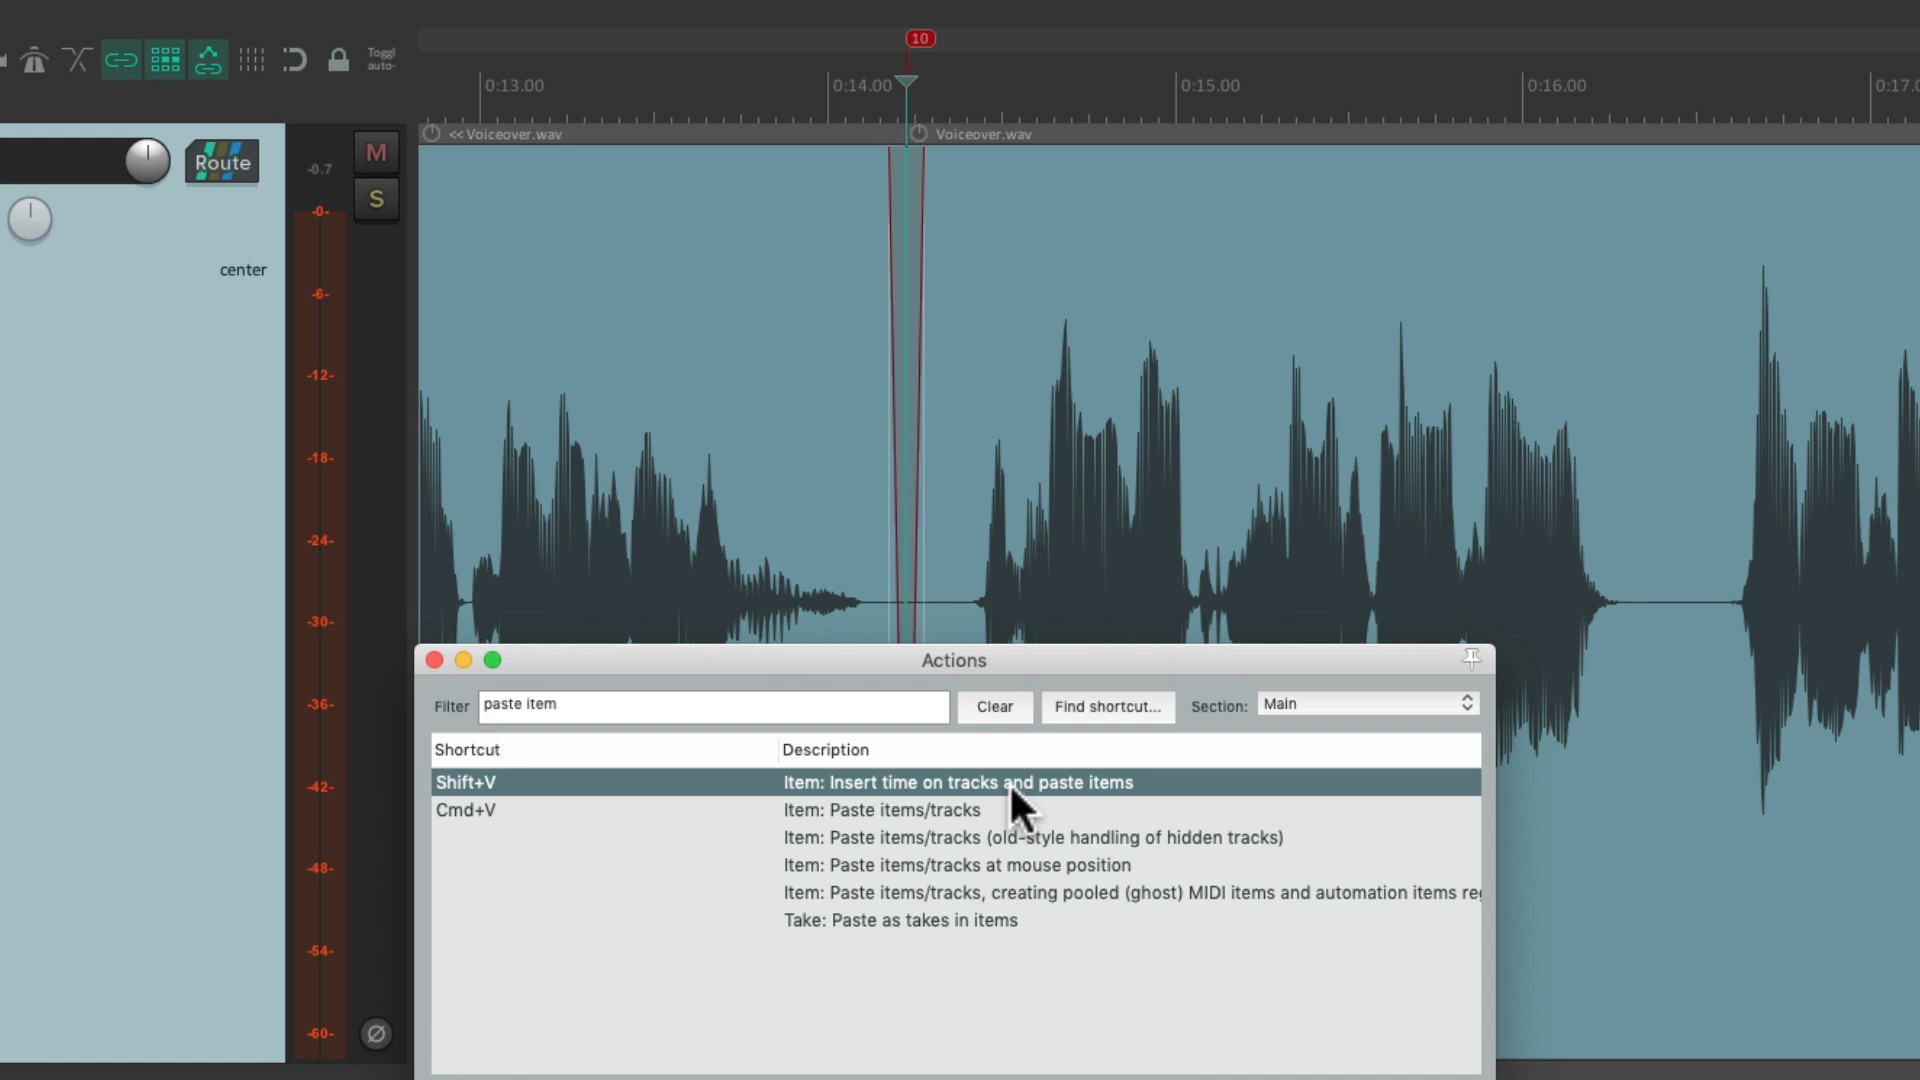 Toggl
auto-
10
0:13.00
0:14.00
0:15.00
0:16.00
0:17.0
<< Voiceover.wav
Voiceover.wav
Route
center
-0.7
M
S
-0-
-6-
-12-
-18-
-24-
-30-
-36-
-42-
-48-
-54-
-60-
Actions
Filter
paste item
Clear
Find shortcut...
Section:
Main
Shortcut
Description
Shift+V
Item: Insert time on tracks and paste items
Cmd+V
Item: Paste items/tracks
Item: Paste items/tracks (old-style handling of hidden tracks)
Item: Paste items/tracks at mouse position
Item: Paste items/tracks, creating pooled (ghost) MIDI items and automation items re
Take: Paste as takes in items